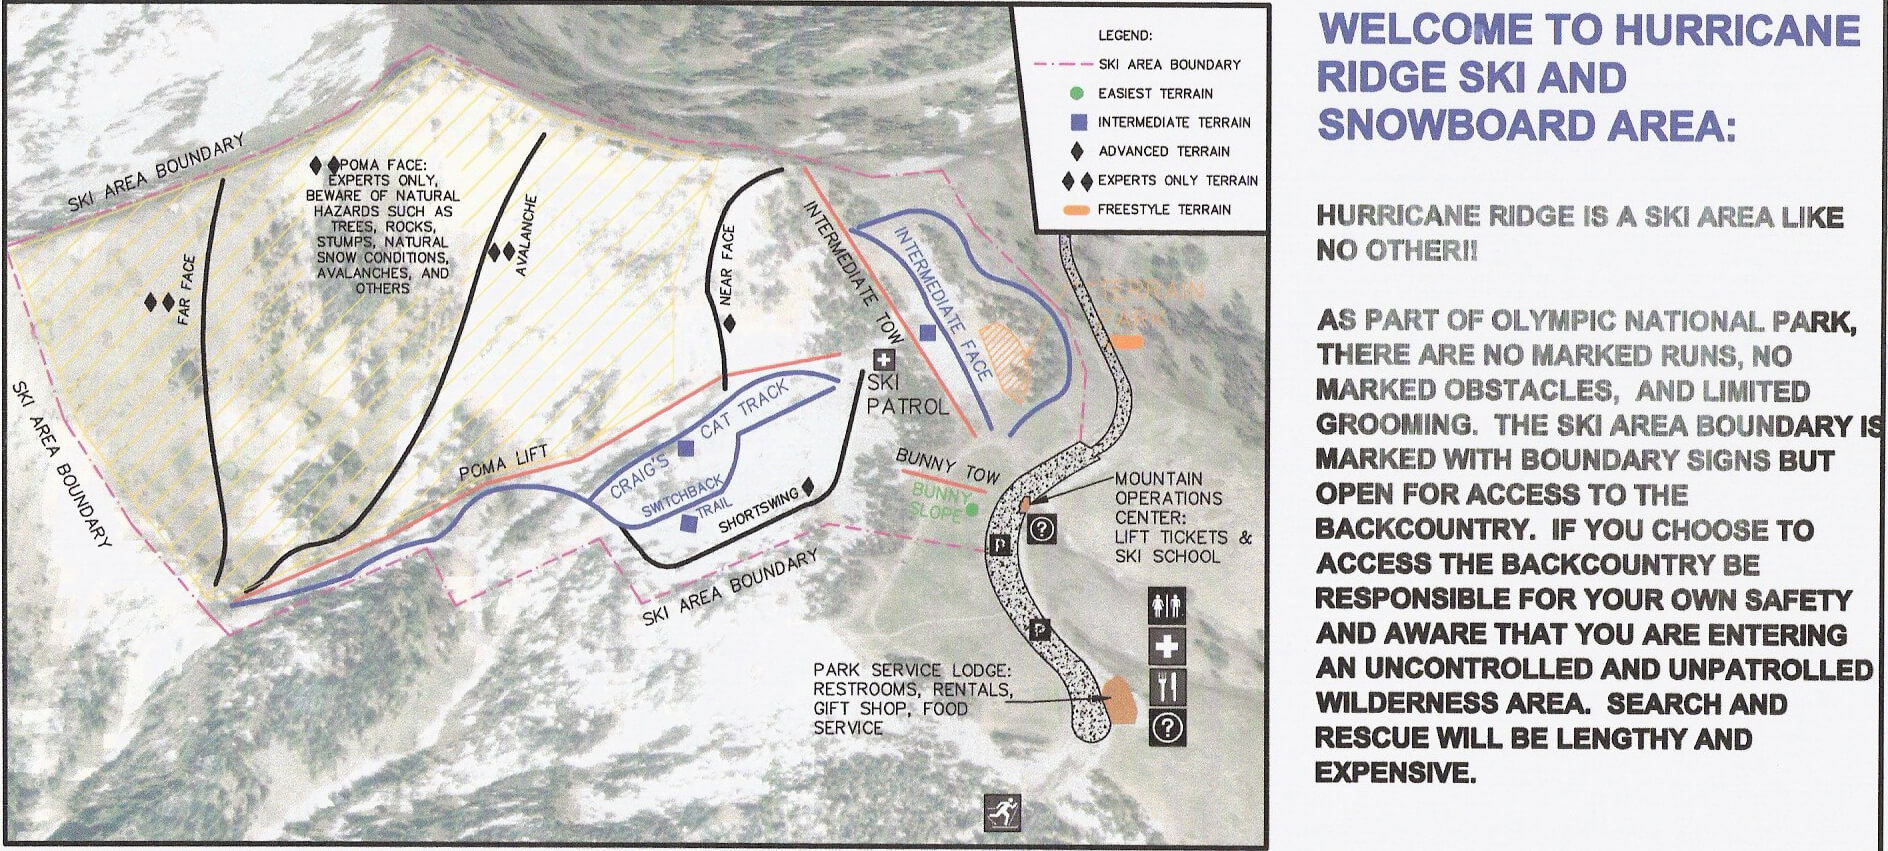 LEGEND:
SKI AREA BOUNDARY
EASIEST TERRAIN
INTERMEDIATE TERRAIN
ADVANCED TERRAIN
EXPERTS ONLY TERRAIN
FREESTYLE TERRAIN
SKI AREA BOUNDARY
POMA FACE:
EXPERTS ONLY,
BEWARE OF NATURAL
HAZARDS SUCH AS
TREES, ROCKS,
STUMPS, NATURAL
SNOW CONDITIONS,
AVALANCHES, AND
OTHERS
FAR FACE
AVALANCHE
NEAR FACE
INTERMEDIATE TOW
INTERMEDIATE FACE
TERRAIN
PARK
SKI
PATROL
SKI AREA BOUNDARY
POMA LIFT
CRAIG'S CAT TRACK
SWITCHBACK
TRAIL
SHORTSWING
BUNNY TOW
BUNNY
SLOPE
SKI AREA BOUNDARY
MOUNTAIN
OPERATIONS
CENTER:
LIFT TICKETS &
SKI SCHOOL
?
P
P
PARK SERVICE LODGE:
RESTROOMS, RENTALS,
GIFT SHOP, FOOD
SERVICE
?
WELCOME TO HURRICANE
RIDGE SKI AND
SNOWBOARD AREA:
HURRICANE RIDGE IS A SKI AREA LIKE
NO OTHER!!
AS PART OF OLYMPIC NATIONAL PARK,
THERE ARE NO MARKED RUNS, NO
MARKED OBSTACLES, AND LIMITED
GROOMING. THE SKI AREA BOUNDARY IS
MARKED WITH BOUNDARY SIGNS BUT
OPEN FOR ACCESS TO THE
BACKCOUNTRY. IF YOU CHOOSE TO
ACCESS THE BACKCOUNTRY BE
RESPONSIBLE FOR YOUR OWN SAFETY
AND AWARE THAT YOU ARE ENTERING
AN UNCONTROLLED AND UNPATROLLED
WILDERNESS AREA. SEARCH AND
RESCUE WILL BE LENGTHY AND
EXPENSIVE.